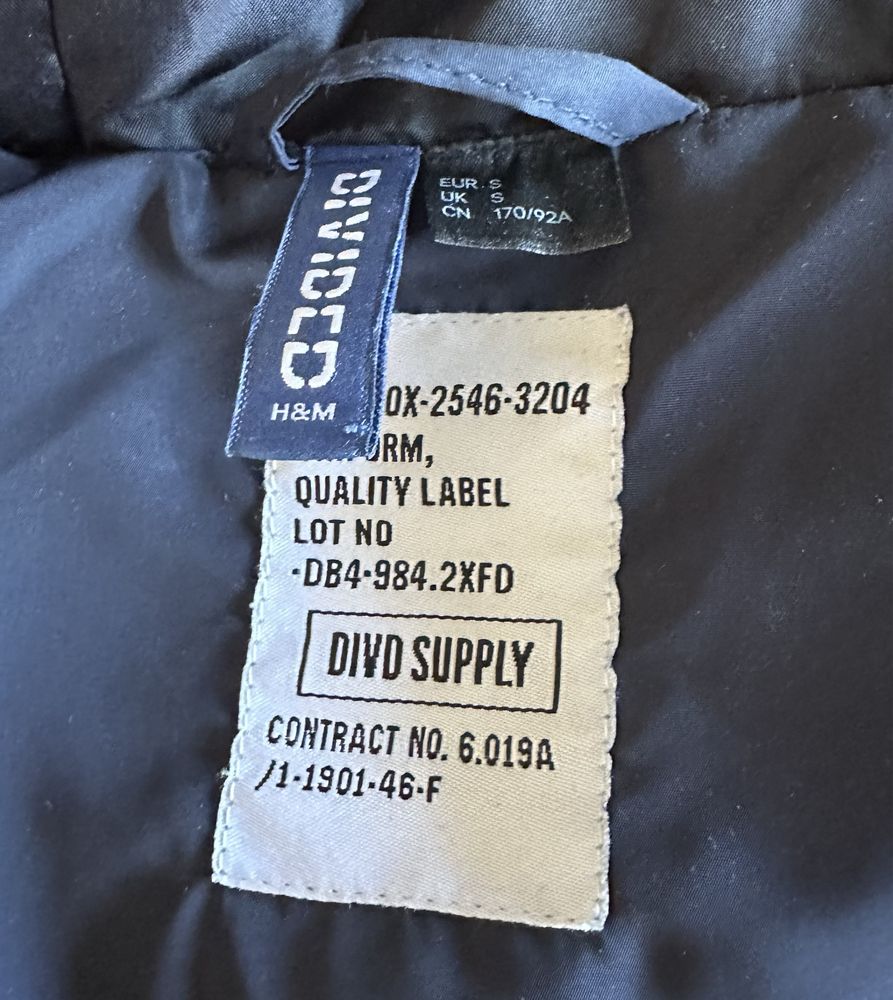 DIVIDED
H&M
EUR S
UK S
CN 170/92A
0X-2546-3204
QUALITY LABEL
LOT NO
·DB4·984.2XFD
DIVD SUPPLY
CONTRACT NO. 6.019A
/1-1901-46-F